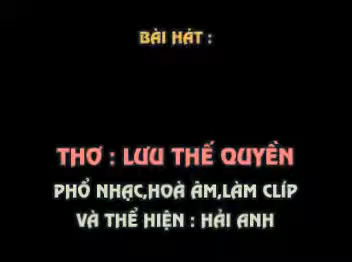 BÀI HÁT :
THƠ : LƯU THẾ QUYỀN
PHỔ NHẠC,HOÀ ÂM,LÀM CLÍP
VÀ THỂ HIỆN : HẢI ANH